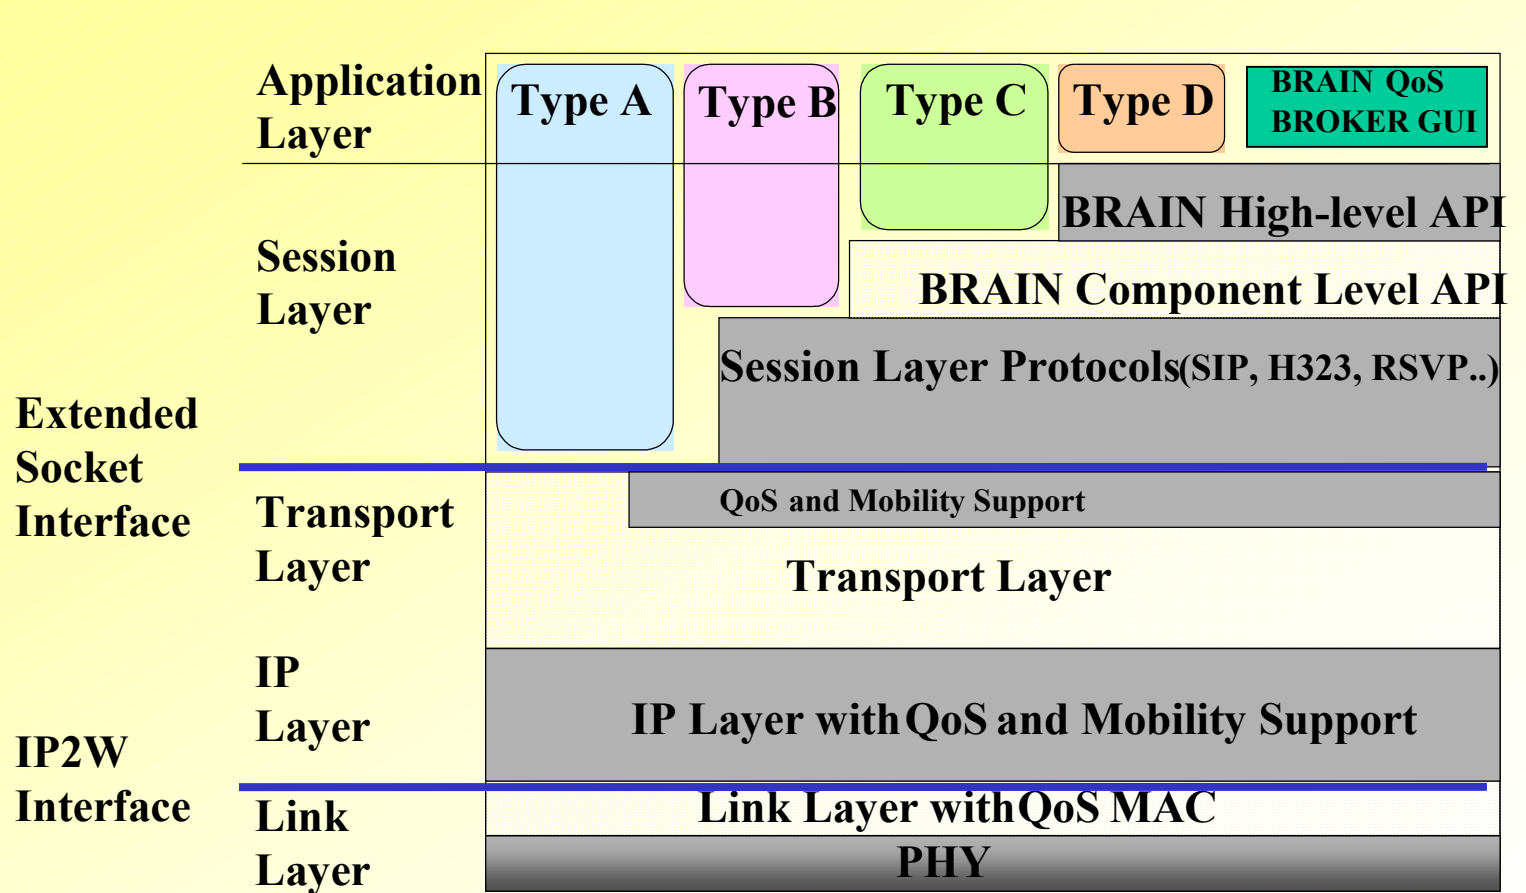 Application
Layer
Type A
Type B
Type C
Type D
BRAIN QoS
BROKER GUI
Session
Layer
BRAIN High-level API
BRAIN Component Level API
Session Layer Protocols(SIP, H323, RSVP..)
Extended
Socket
Interface
Transport
Layer
QoS and Mobility Support
Transport Layer
IP
Layer
IP Layer with QoS and Mobility Support
IP2W
Interface
Link
Layer
Link Layer with QoS MAC
PHY